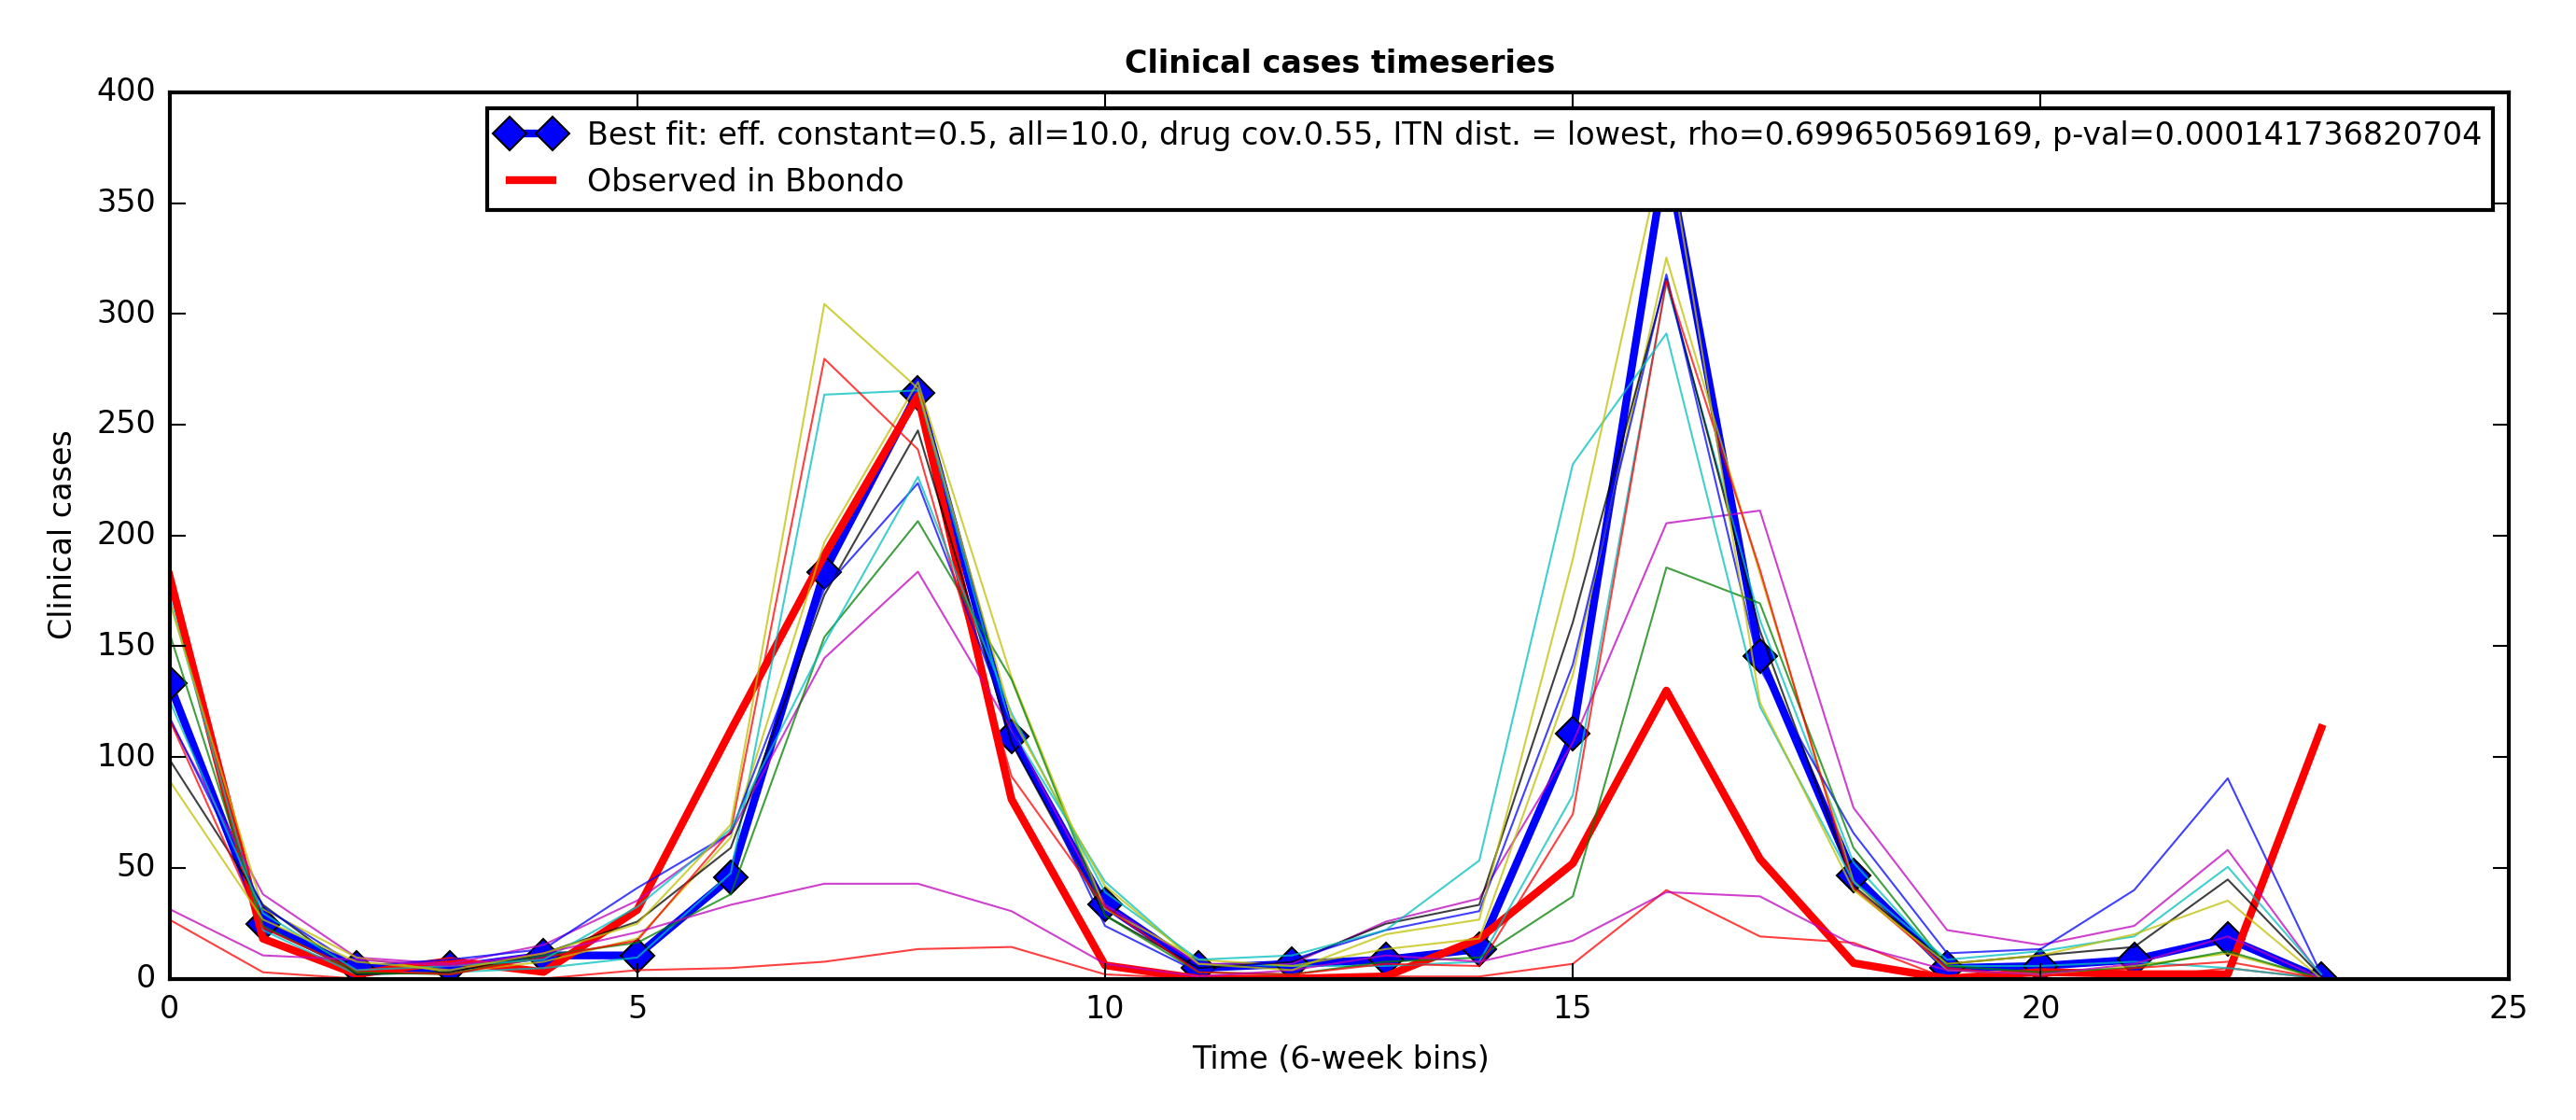 Clinical cases timeseries
400
350
300
250
200
150
100
50
0
Clinical cases
Best fit: eff. constant=0.5, all=10.0, drug cov.0.55, ITN dist. = lowest, rho=0.699650569169, p-val=0.000141736820704
Observed in Bbondo
0 5 10 15 20 25
Time (6-week bins)